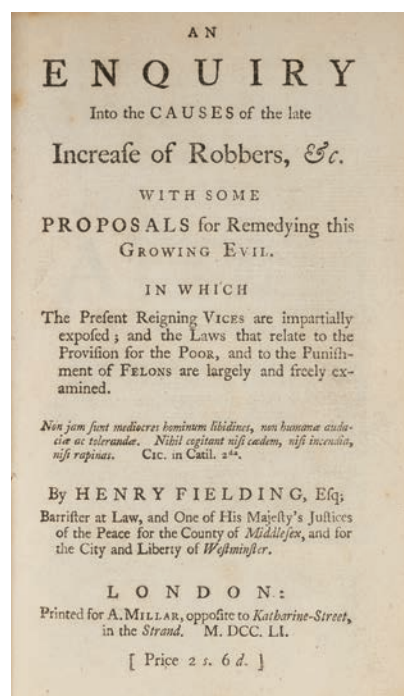 AN
ENQUIRY
Into the CAUSES of the late
Increaſe of Robbers, &c.
WITH SOME
PROPOSALS for Remedying this
GROWING EVIL.
IN WHICH
The Preſent Reigning VICES are impartially
expoſed; and the Laws that relate to the
Proviſion for the POOR, and to the Puniſh-
ment of FELONS are largely and freely ex-
amined.
Non jam ſunt mediocres hominum libidines, non humanæ auda-
ciæ ac tolerandæ. Nihil cogitant niſi cædem, niſi incendia,
niſi rapinas. CIC. in Catil. 2da.
By HENRY FIELDING, Eſq;
Barriſter at Law, and One of His Majeſty's Juſtices
of the Peace for the County of Middleſex, and for
the City and Liberty of Weſtminſter.
LONDON:
Printed for A. MILLAR, oppoſite to Katharine-Street,
in the Strand. M. DCC. LI.
[ Price 2 s. 6 d. ]